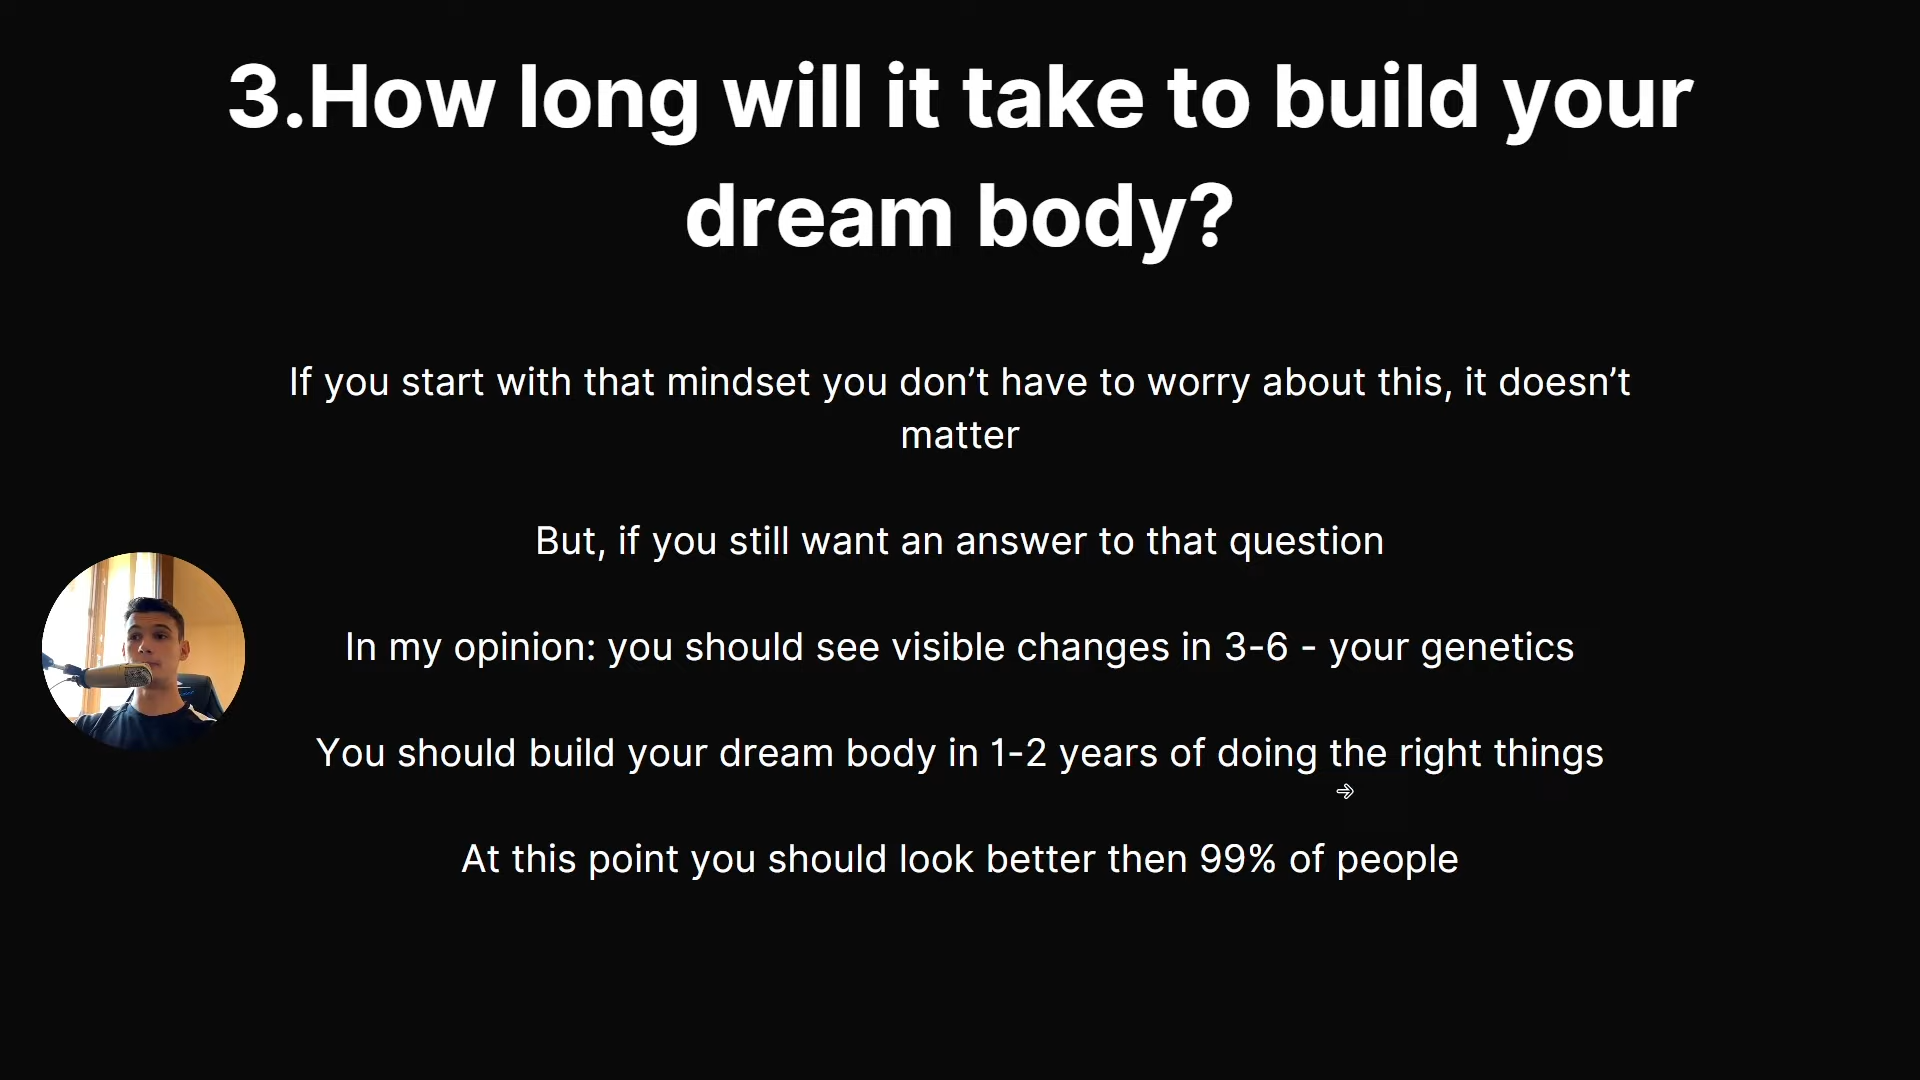 3.How long will it take to build your
dream body?
If you start with that mindset you don’t have to worry about this, it doesn’t
matter
But, if you still want an answer to that question
In my opinion: you should see visible changes in 3-6 - your genetics
You should build your dream body in 1-2 years of doing the right things
At this point you should look better then 99% of people